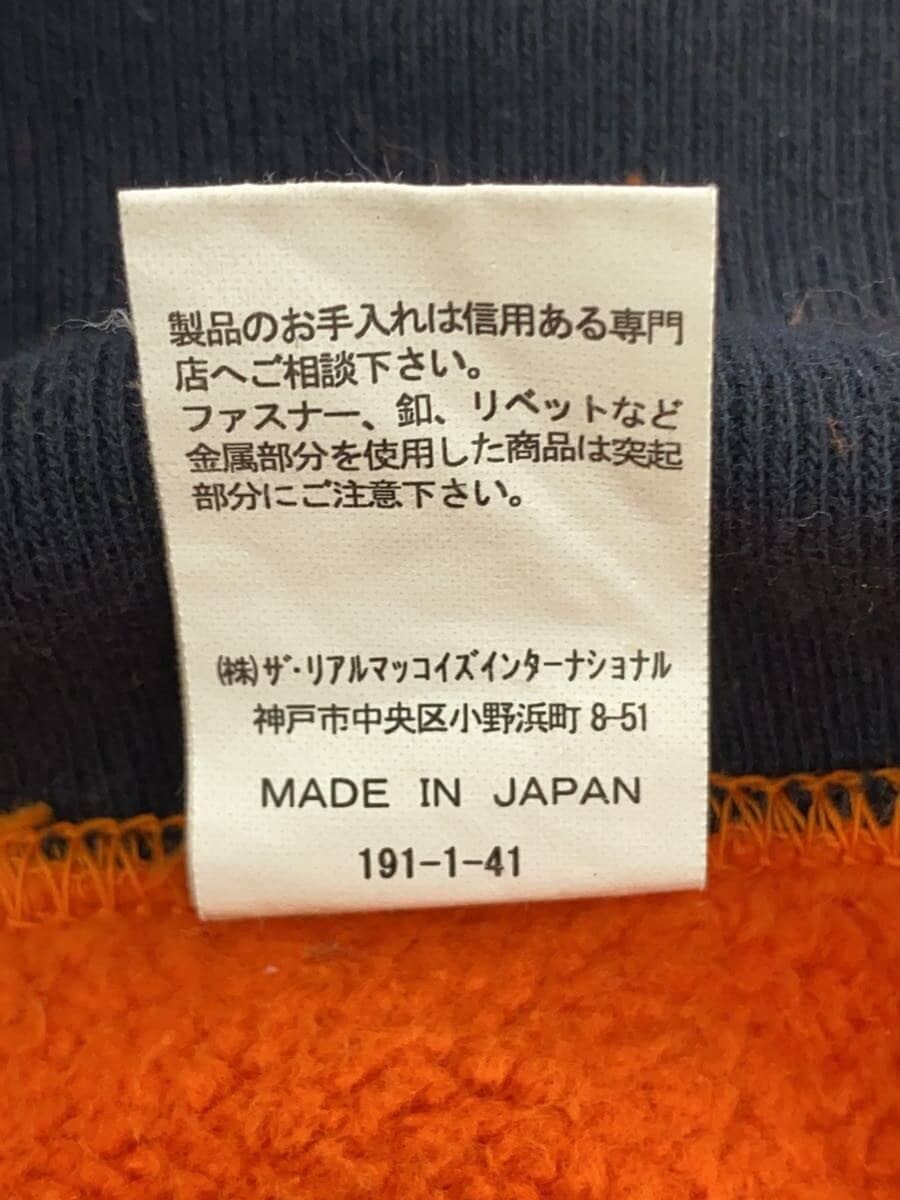 製品のお手入れは信用ある専門
店へご相談下さい。
ファスナー、釦、リベットなど
金属部分を使用した商品は突起
部分にご注意下さい。
㈱ザ・リアルマッコイズインターナショナル
神戸市中央区小野浜町 8-51
MADE IN JAPAN
191-1-41